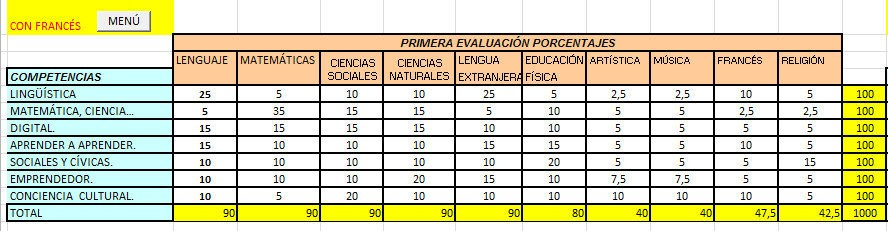 CON FRANCÉS MENÚ
PRIMERA EVALUACIÓN PORCENTAJES
COMPETENCIAS LENGUAJE MATEMÁTICAS CIENCIAS SOCIALES CIENCIAS NATURALES LENGUA EXTRANJERA EDUCACIÓN FÍSICA ARTÍSTICA MÚSICA FRANCÉS RELIGIÓN
LINGÜÍSTICA 25 5 10 10 25 5 2,5 2,5 10 5 100
MATEMÁTICA, CIENCIA... 5 35 15 15 5 10 5 5 2,5 2,5 100
DIGITAL. 15 15 15 15 10 10 5 5 5 5 100
APRENDER A APRENDER. 15 10 10 10 15 15 5 5 10 5 100
SOCIALES Y CÍVICAS. 10 10 10 10 10 20 5 5 5 15 100
EMPRENDEDOR. 10 10 10 20 15 10 7,5 7,5 5 5 100
CONCIENCIA CULTURAL. 10 5 20 10 10 10 10 10 10 5 100
TOTAL 90 90 90 90 90 80 40 40 47,5 42,5 1000